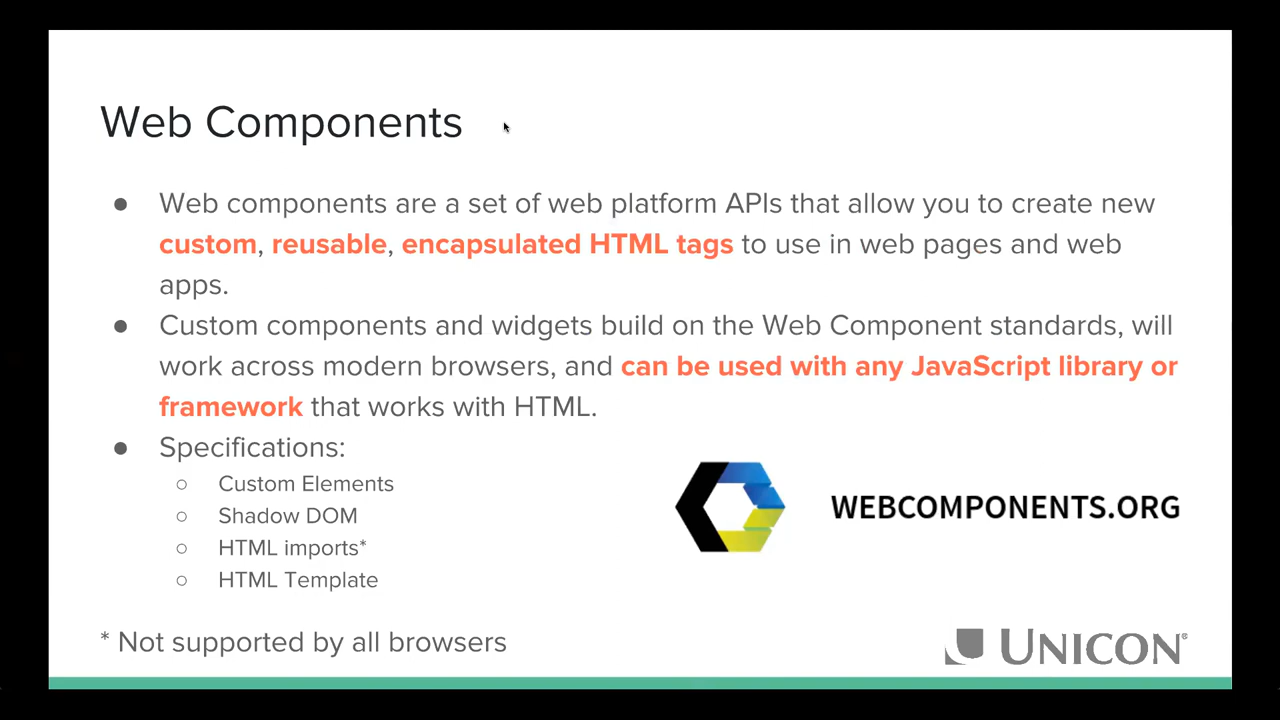 Web Components
● Web components are a set of web platform APIs that allow you to create new
custom, reusable, encapsulated HTML tags to use in web pages and web
apps.
● Custom components and widgets build on the Web Component standards, will
work across modern browsers, and can be used with any JavaScript library or
framework that works with HTML.
● Specifications:
○ Custom Elements
○ Shadow DOM
○ HTML imports*
○ HTML Template
WEBCOMPONENTS.ORG
* Not supported by all browsers
UNICON®